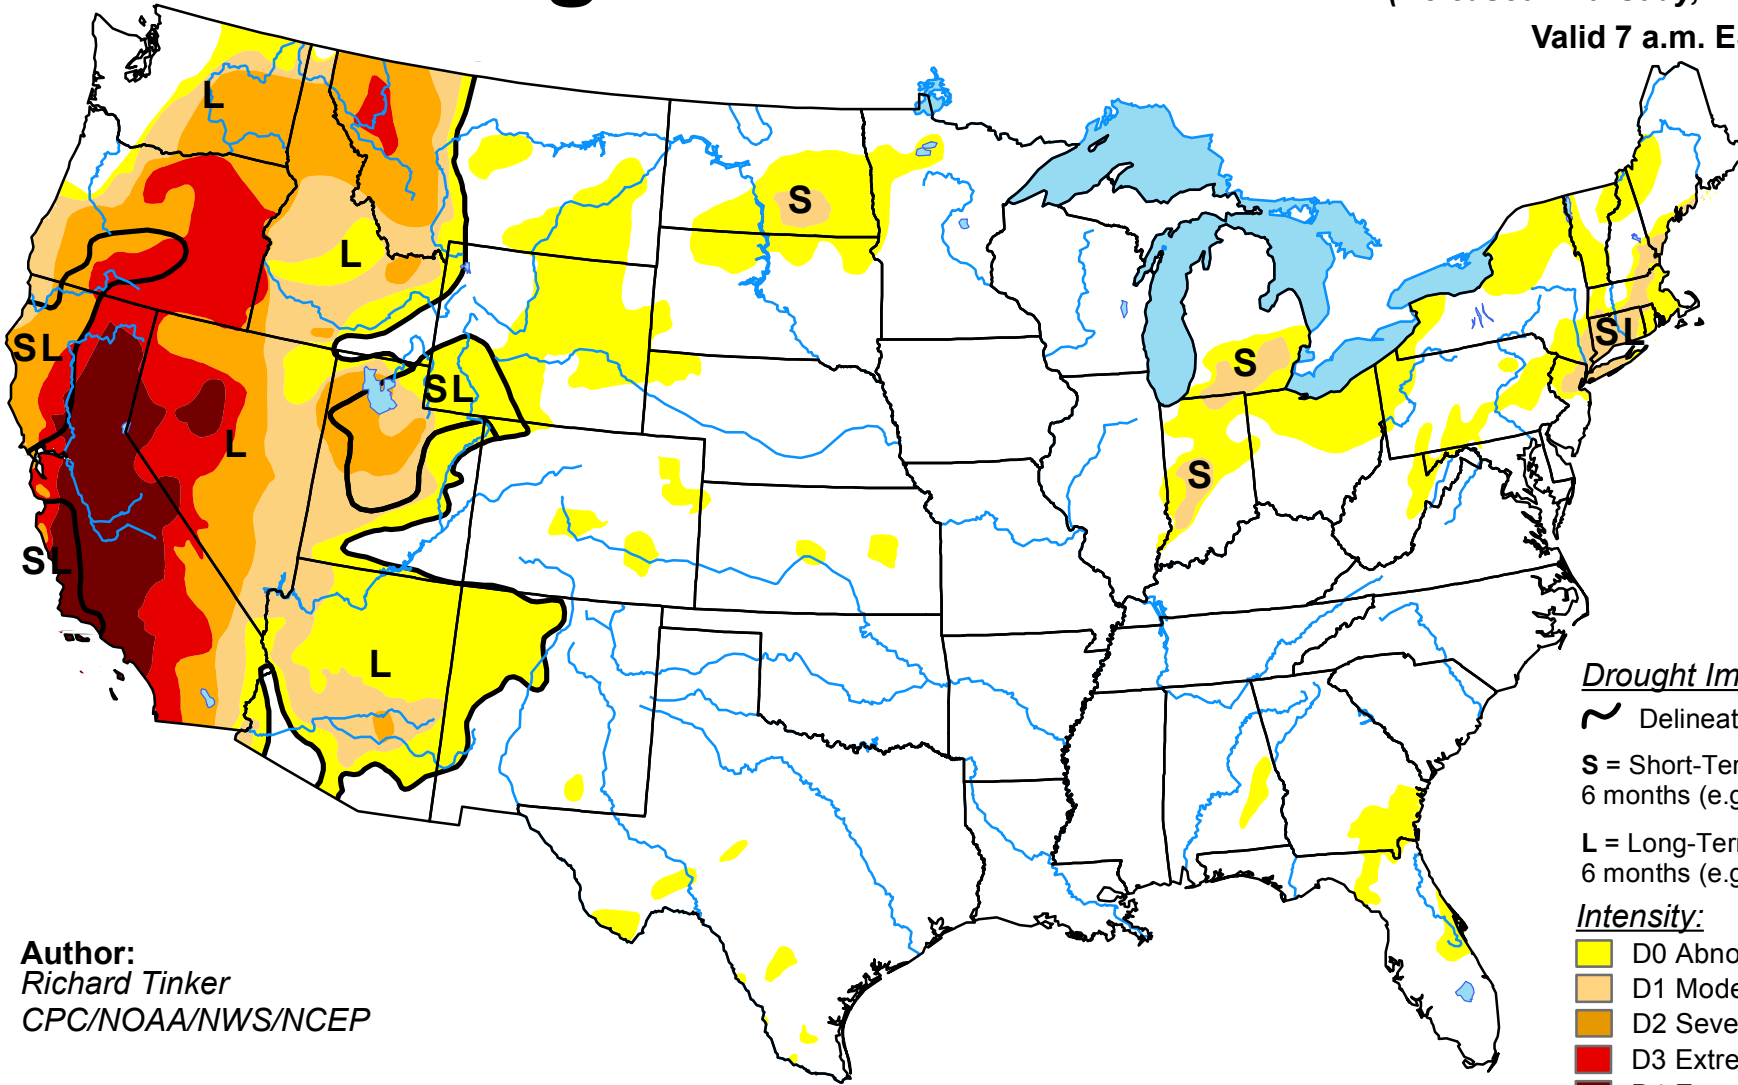 Valid 7 a.m.
L
S
L
SL
S
SL
SL
L
S
SL
L
Drought
Delineat
S = Short-Ter
6 months (e.g
L = Long-Ter
6 months (e.g
Intensity:
D0 Abno
D1 Mode
D2 Seve
D3 Extre
Author:
Richard Tinker
CPC/NOAA/NWS/NCEP